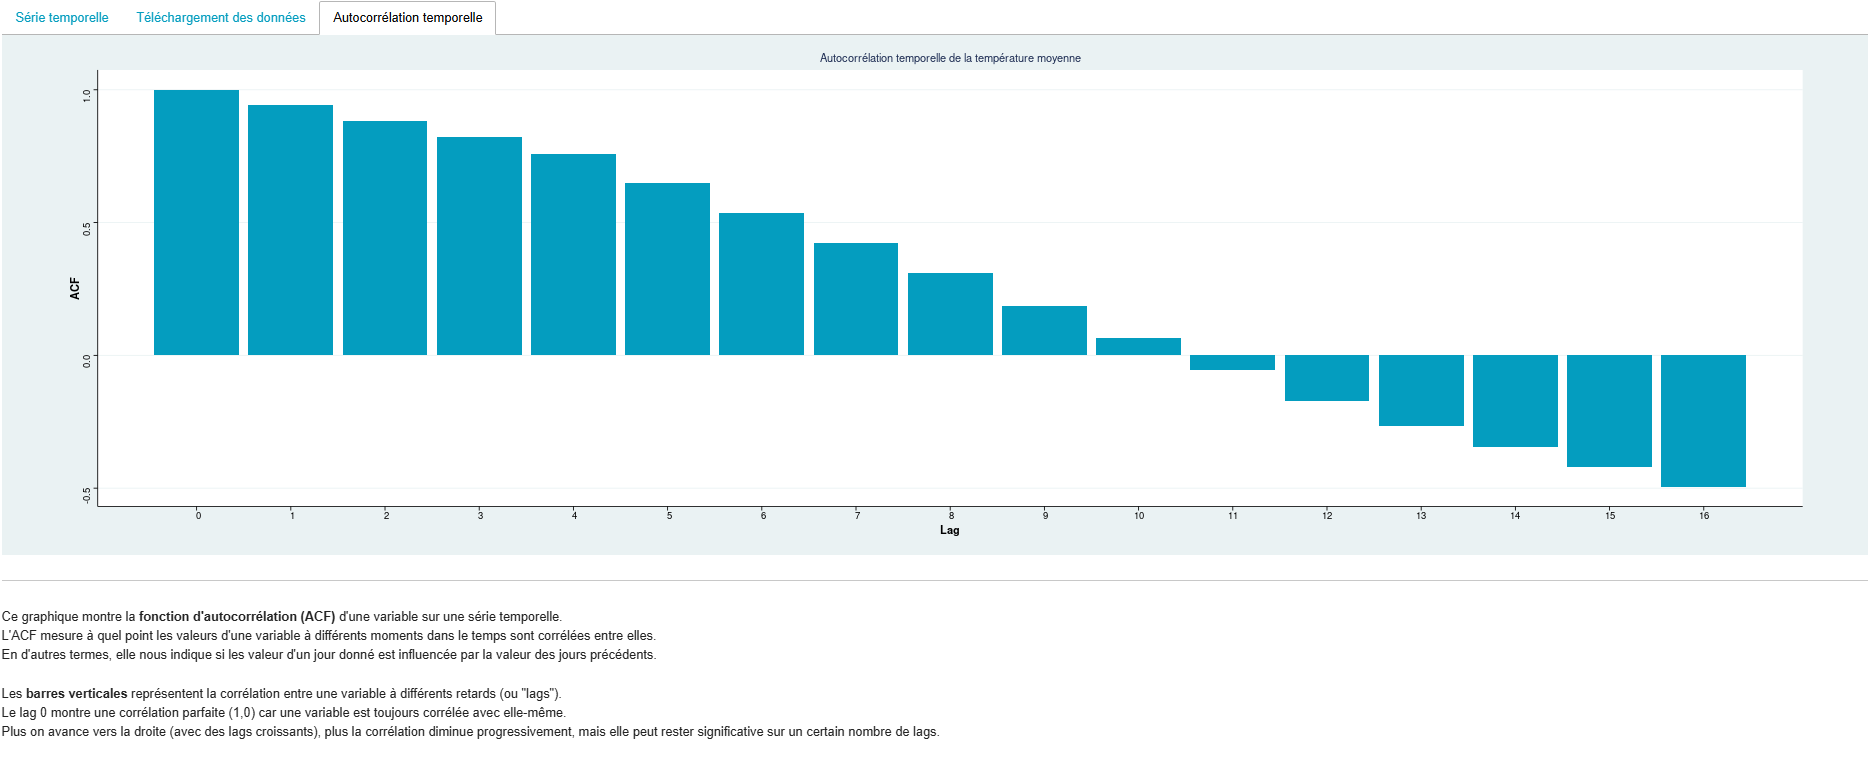 Série temporelle Téléchargement des données Autocorrélation temporelle
Autocorrélation temporelle de la température moyenne
1.0
0.5
0.0
-0.5
ACF
0 1 2 3 4 5 6 7 8 9 10 11 12 13 14 15 16
Lag
Ce graphique montre la fonction d'autocorrélation (ACF) d'une variable sur une série temporelle.
L'ACF mesure à quel point les valeurs d'une variable à différents moments dans le temps sont corrélées entre elles.
En d'autres termes, elle nous indique si les valeur d'un jour donné est influencée par la valeur des jours précédents.
Les barres verticales représentent la corrélation entre une variable à différents retards (ou "lags").
Le lag 0 montre une corrélation parfaite (1,0) car une variable est toujours corrélée avec elle-même.
Plus on avance vers la droite (avec des lags croissants), plus la corrélation diminue progressivement, mais elle peut rester significative sur un certain nombre de lags.